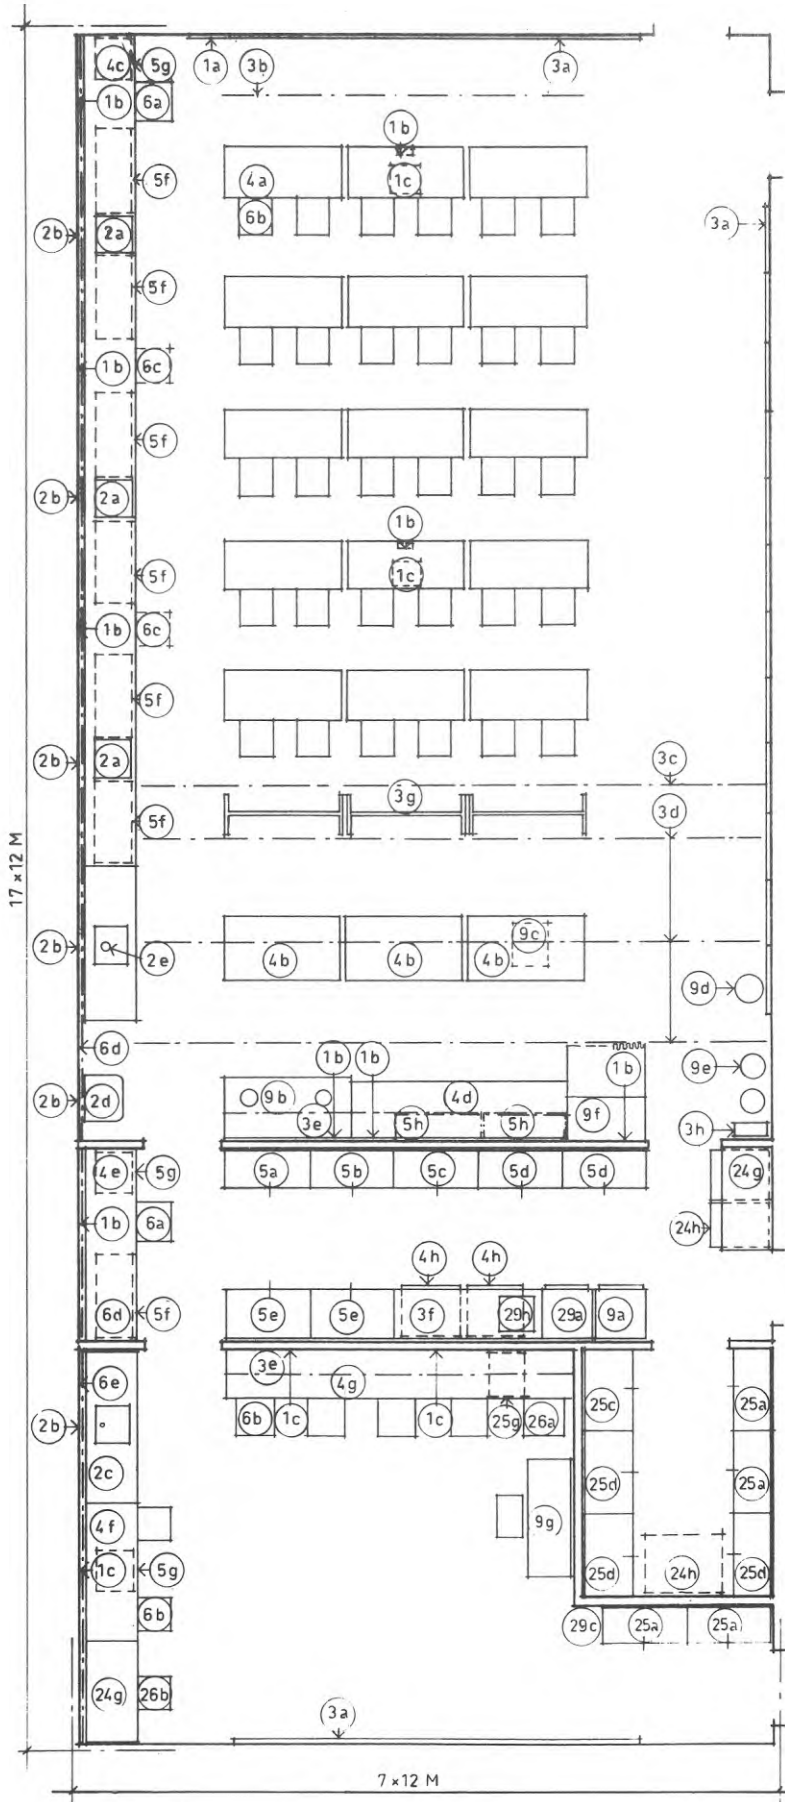 4c 5g 1a 3b 3a
1b 6a
1b
4a 1c
5f
6b
2b 2a 3a
5f
1b 6c
5f
2b 2a
1b
5f 1c
1b 6c
5f
2b 2a 3c
3g
5f 3d
17 × 12 M
9c
2b 2e 4b 4b 4b
9d
6d
1b 1b 9e 1b
2b 2d 9b 4d
3e 5h 5h 9f 3h
4e 5g 5a 5b 5c 5d 5d 24g
1b 6a 24h
4h 4h
6d 5f 5e 5e 3f 29h 29a 9a
3e
6e 4g
2b 6b 1c 1c 25g 26a 25c 25a
2c 25d 25a
4f 9g
1c 5g 25d 24h 25d
6b 29c 25a 25a
24g 26b
3a
7 × 12 M